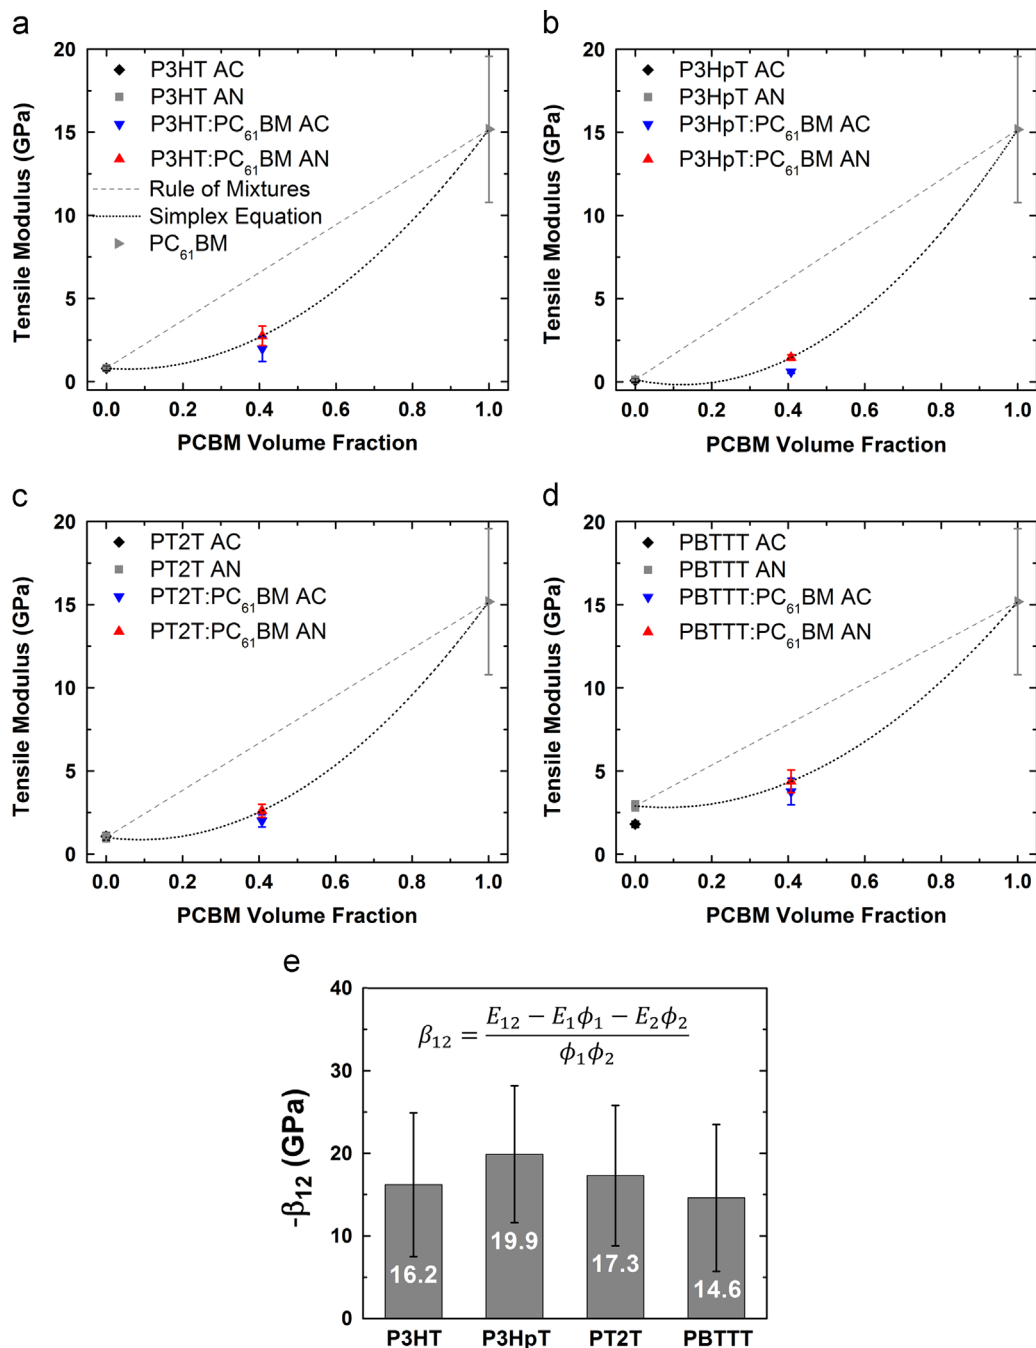 a
20
15
10
5
0
Tensile Modulus (GPa)
P3HT AC
P3HT AN
P3HT:PC₆₁BM AC
P3HT:PC₆₁BM AN
Rule of Mixtures
Simplex Equation
PC₆₁BM
0.0 0.2 0.4 0.6 0.8 1.0
PCBM Volume Fraction
b
20
15
10
5
0
Tensile Modulus (GPa)
P3HpT AC
P3HpT AN
P3HpT:PC₆₁BM AC
P3HpT:PC₆₁BM AN
0.0 0.2 0.4 0.6 0.8 1.0
PCBM Volume Fraction
c
20
15
10
5
0
Tensile Modulus (GPa)
PT2T AC
PT2T AN
PT2T:PC₆₁BM AC
PT2T:PC₆₁BM AN
0.0 0.2 0.4 0.6 0.8 1.0
PCBM Volume Fraction
d
20
15
10
5
0
Tensile Modulus (GPa)
PBTTT AC
PBTTT AN
PBTTT:PC₆₁BM AC
PBTTT:PC₆₁BM AN
0.0 0.2 0.4 0.6 0.8 1.0
PCBM Volume Fraction
e
40
30
20
10
0
-β₁₂ (GPa)
β₁₂ = (E₁₂ − E₁ϕ₁ − E₂ϕ₂) / (ϕ₁ϕ₂)
16.2
19.9
17.3
14.6
P3HT P3HpT PT2T PBTTT